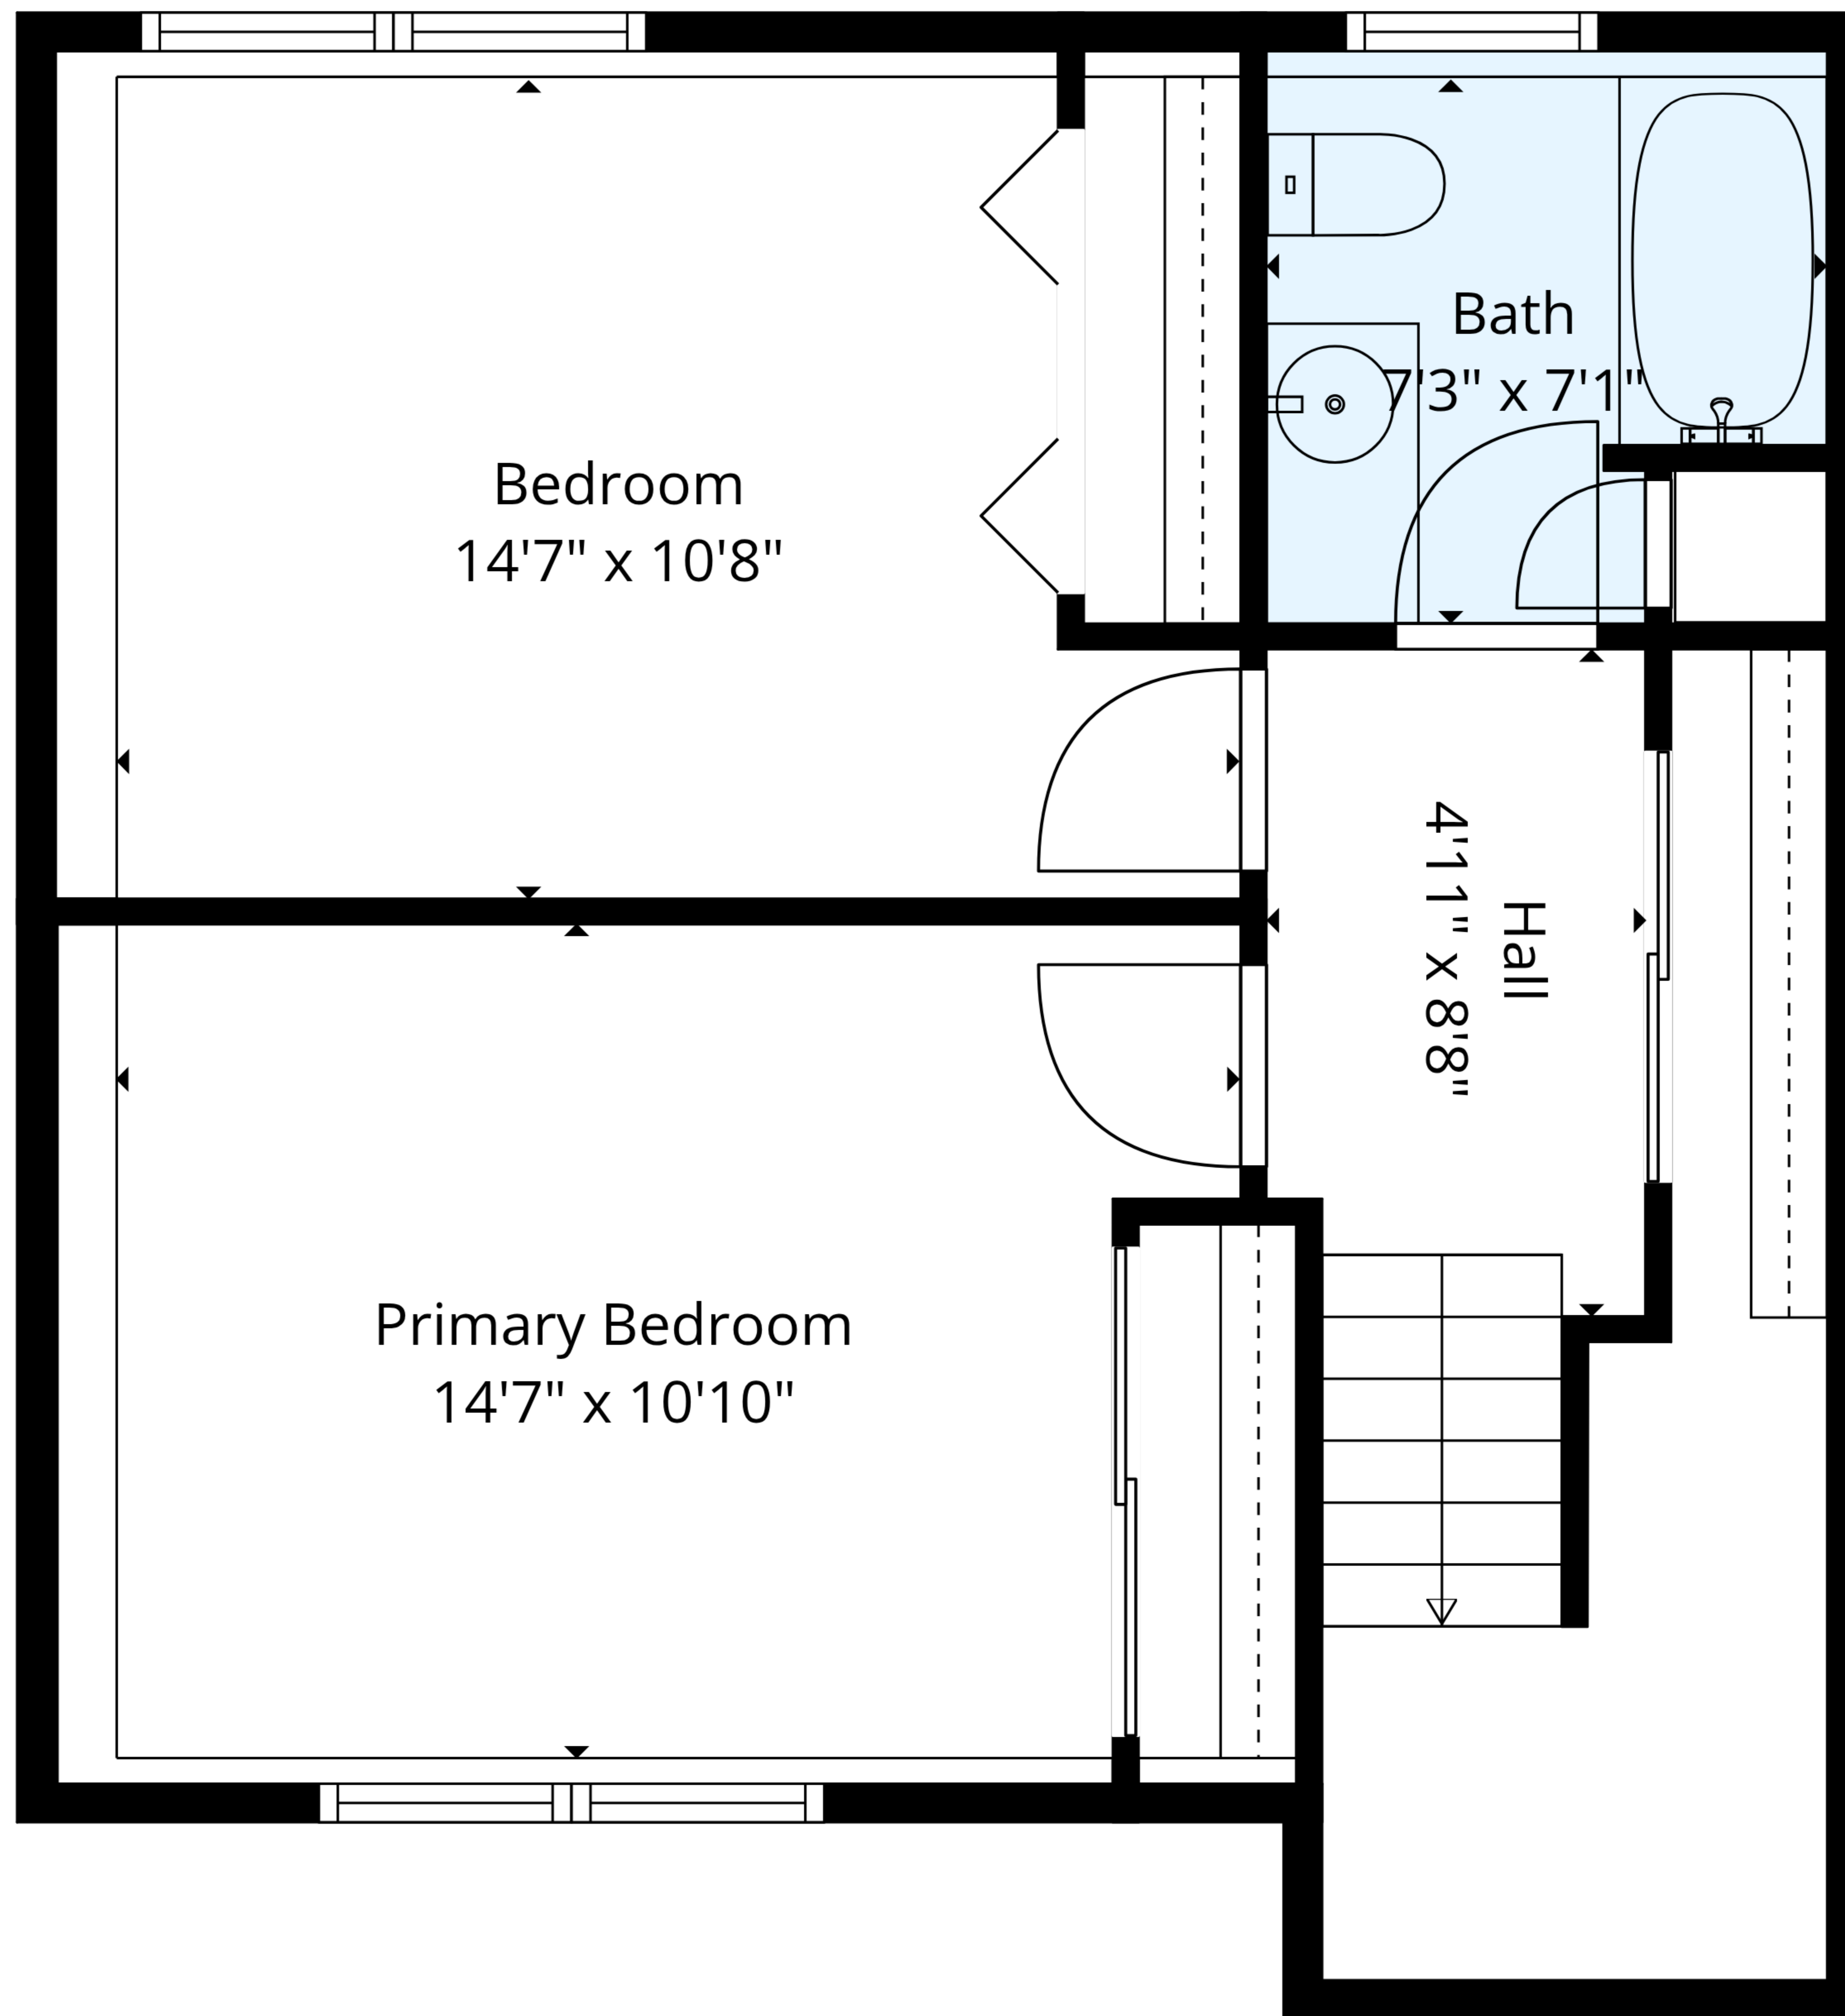 Bath
7'3" x 7'1"
Bedroom
14'7" x 10'8"
Hall
4'11" x 8'8"
Primary Bedroom
14'7" x 10'10"